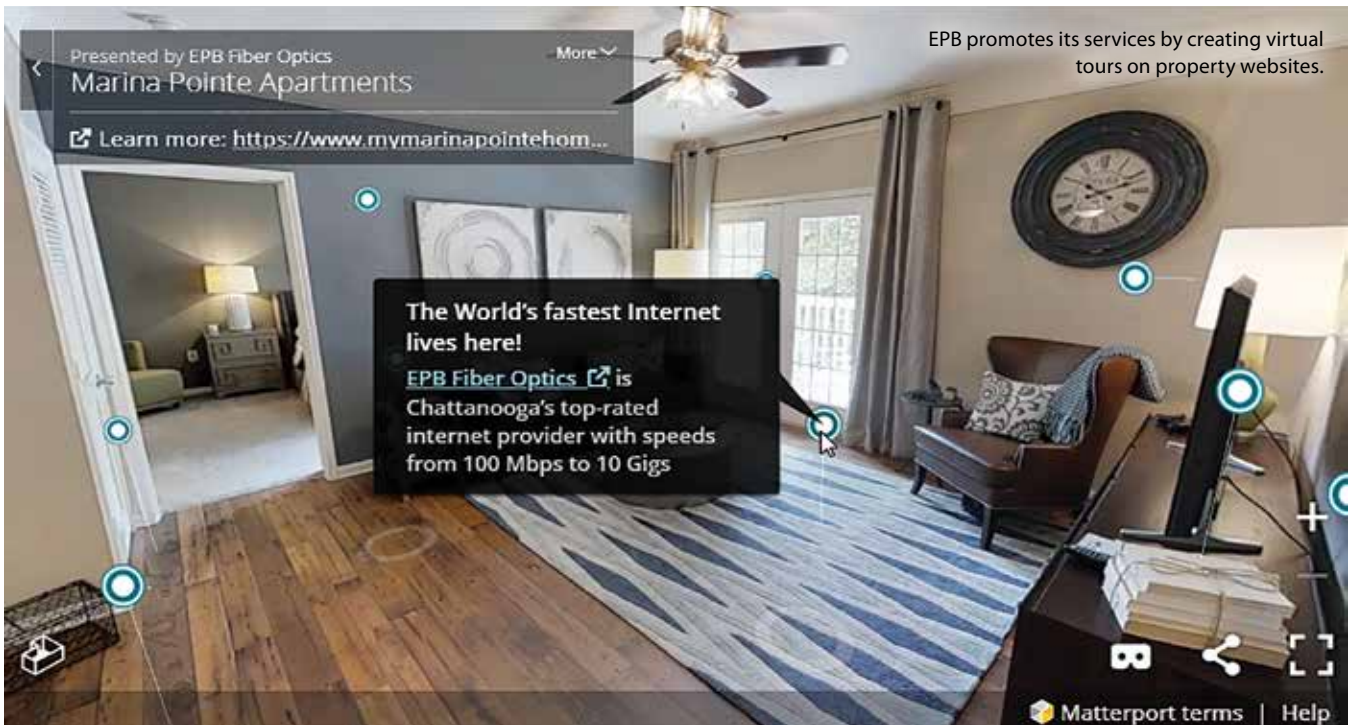 Presented by EPB Fiber Optics
More
Marina Pointe Apartments
Learn more: https://www.mymarinapointehom...
EPB promotes its services by creating virtual
tours on property websites.
The World's fastest Internet
lives here!
EPB Fiber Optics is
Chattanooga's top-rated
internet provider with speeds
from 100 Mbps to 10 Gigs
Matterport terms | Help